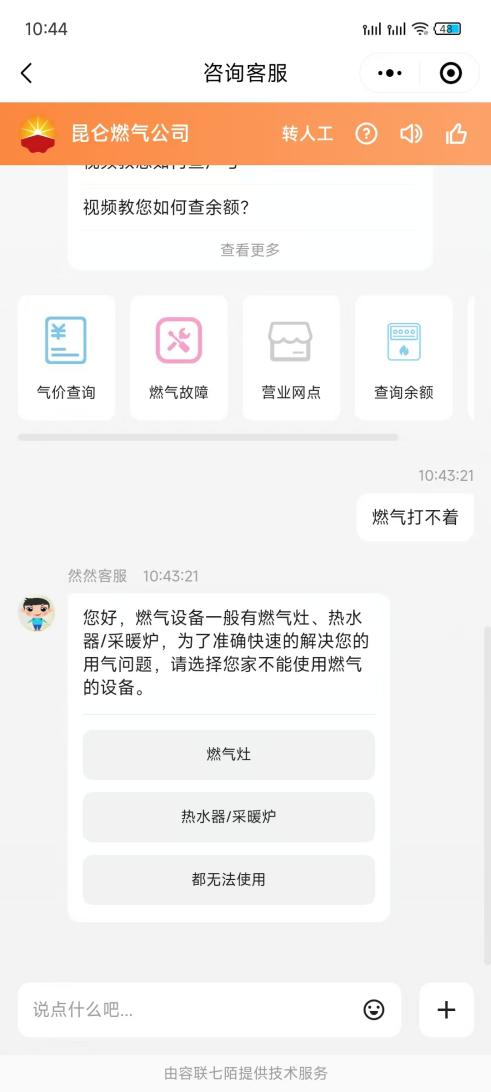 10:44
48
咨询客服
昆仑燃气公司
转人工
视频教您如何查余额?
查看更多
气价查询
燃气故障
营业网点
查询余额
10:43:21
燃气打不着
然然客服 10:43:21
您好，燃气设备一般有燃气灶、热水
器/采暖炉，为了准确快速的解决您的
用气问题，请选择您家不能使用燃气
的设备。
燃气灶
热水器/采暖炉
都无法使用
说点什么吧...
由容联七陌提供技术服务